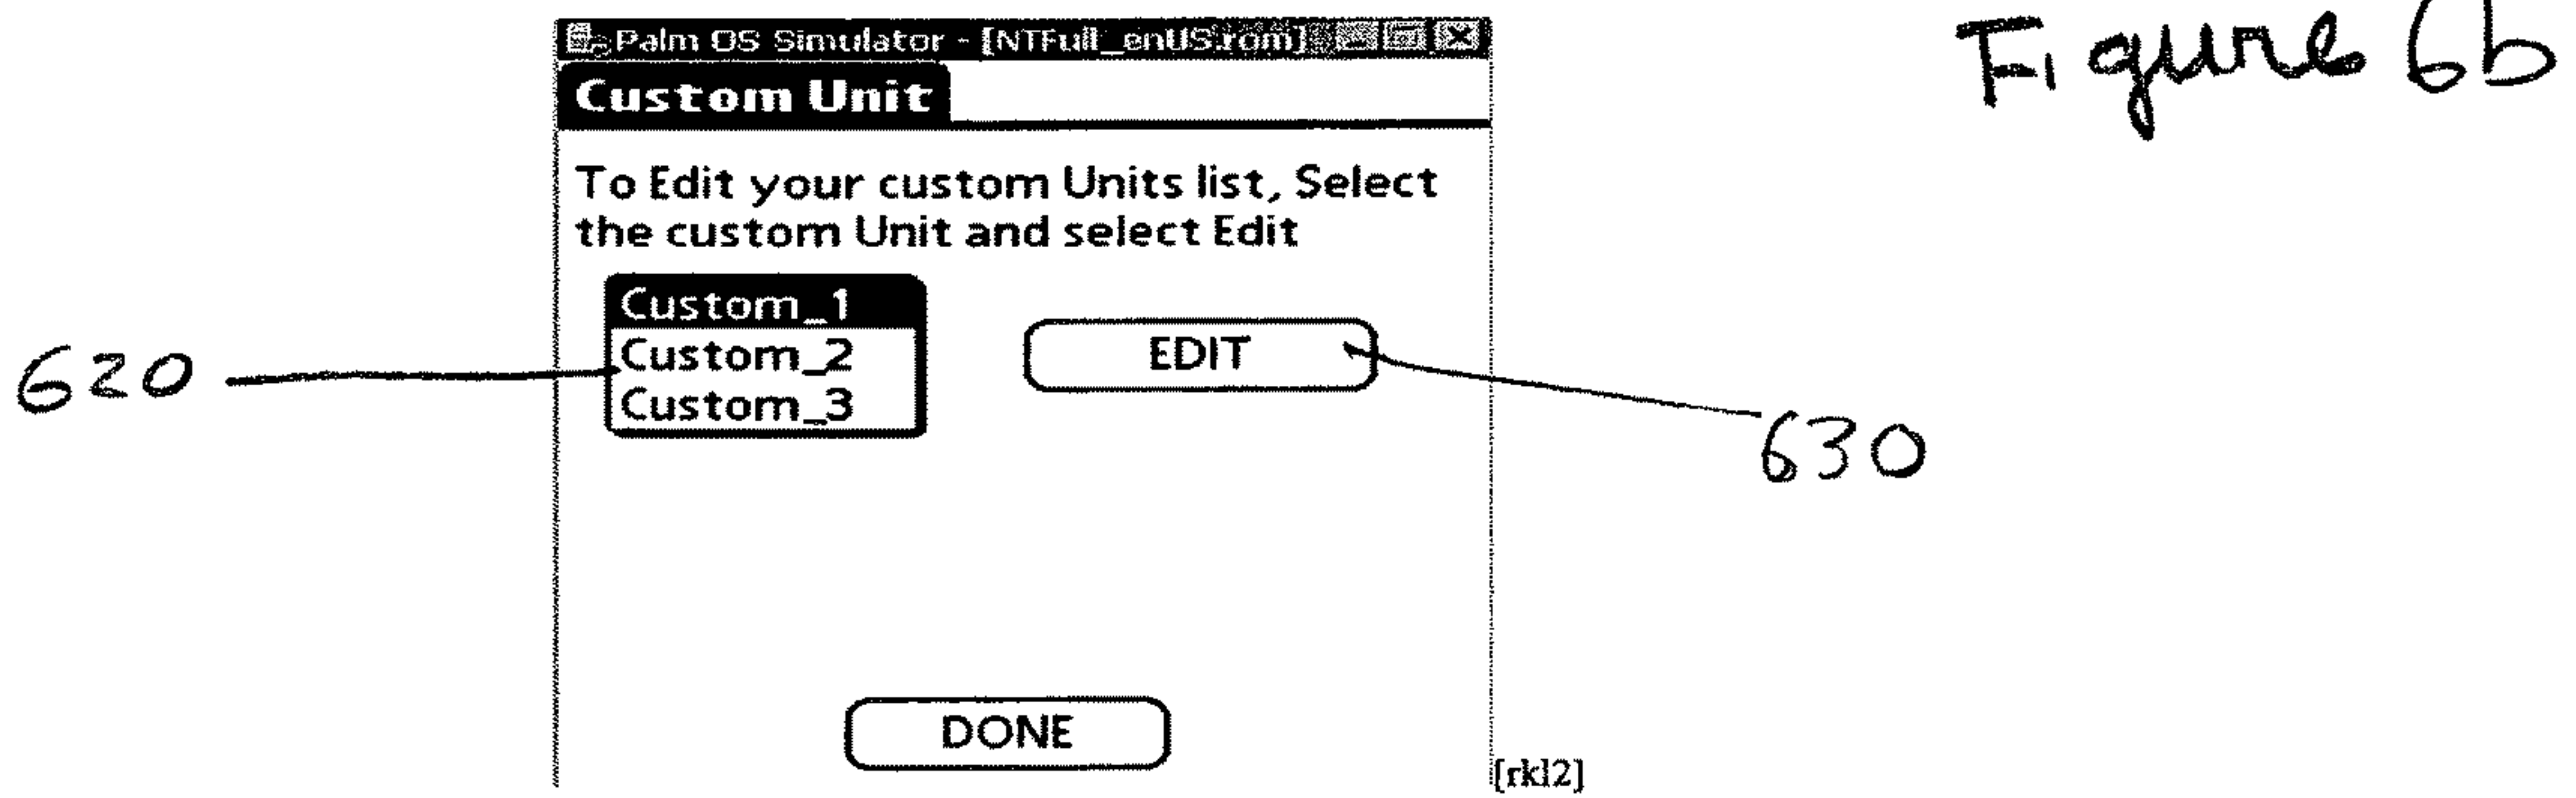 Figure 6b
Palm OS Simulator - [NTFull_enUS.rom]
Custom Unit
To Edit your custom Units list, Select
the custom Unit and select Edit
Custom_1
Custom_2
Custom_3
EDIT
620
630
DONE
[rkl2]